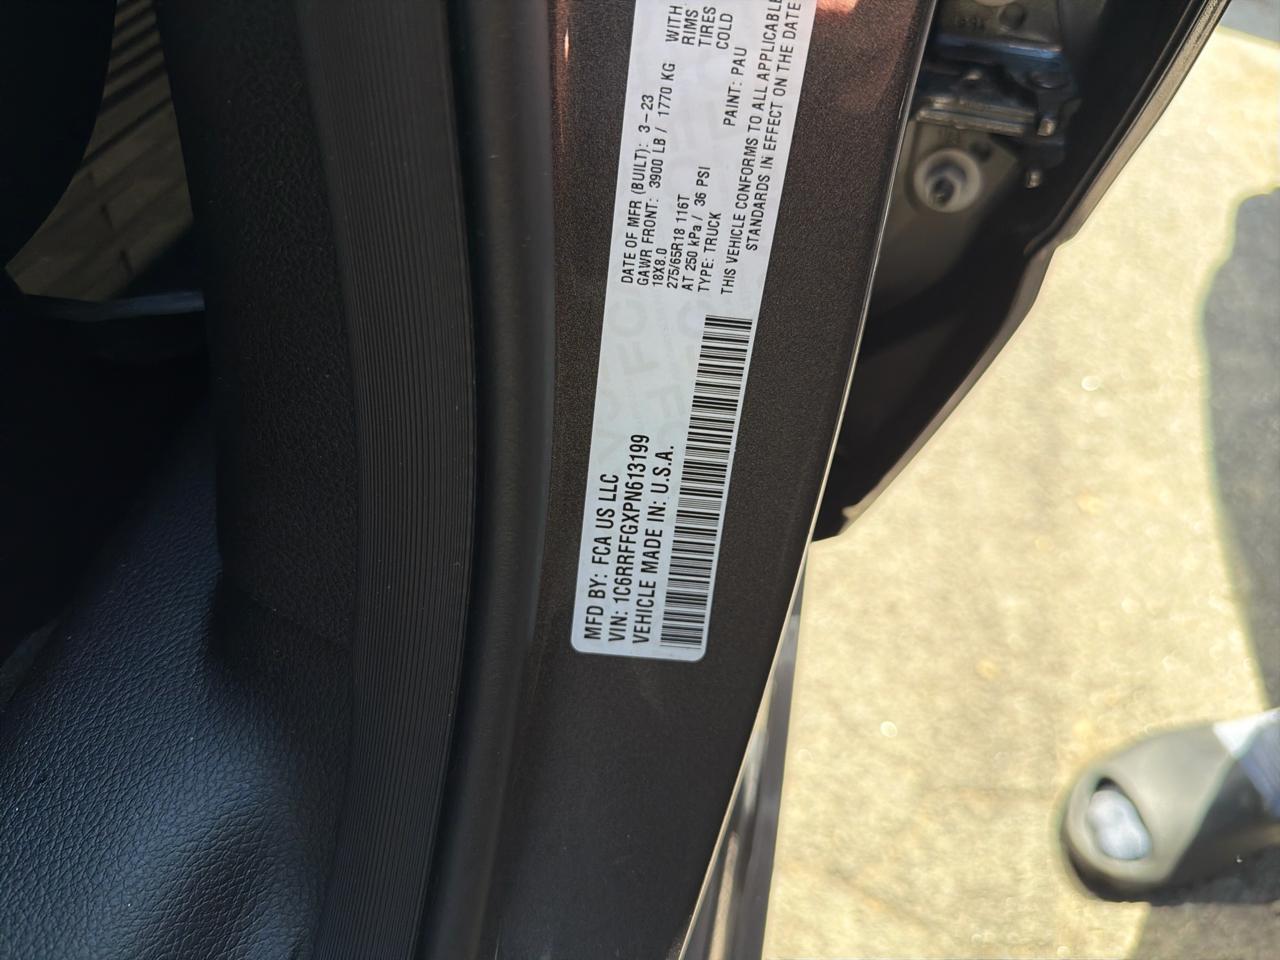 MFD BY: FCA US LLC
VIN: 1C6RRFFGXPN613199
VEHICLE MADE IN: U.S.A.
DATE OF MFR (BUILT): 3-23
GAWR FRONT: 3900 LB / 1770 KG WITH
18X8.0 RIMS
275/65R18 116T TIRES
AT 250 kPa / 36 PSI COLD
TYPE: TRUCK PAINT: PAU
THIS VEHICLE CONFORMS TO ALL APPLICABLE
STANDARDS IN EFFECT ON THE DATE